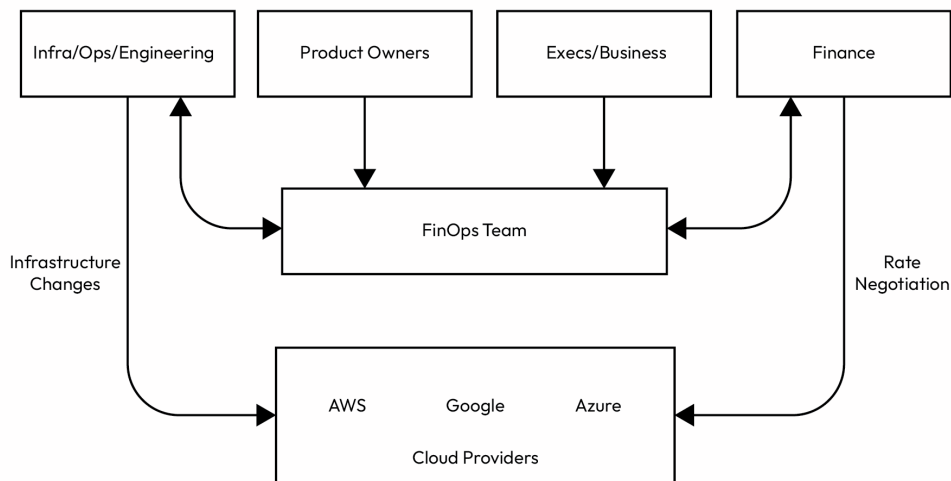 Infra/Ops/Engineering
Product Owners
Execs/Business
Finance
FinOps Team
Infrastructure
Changes
Rate
Negotiation
AWS
Google
Azure
Cloud Providers